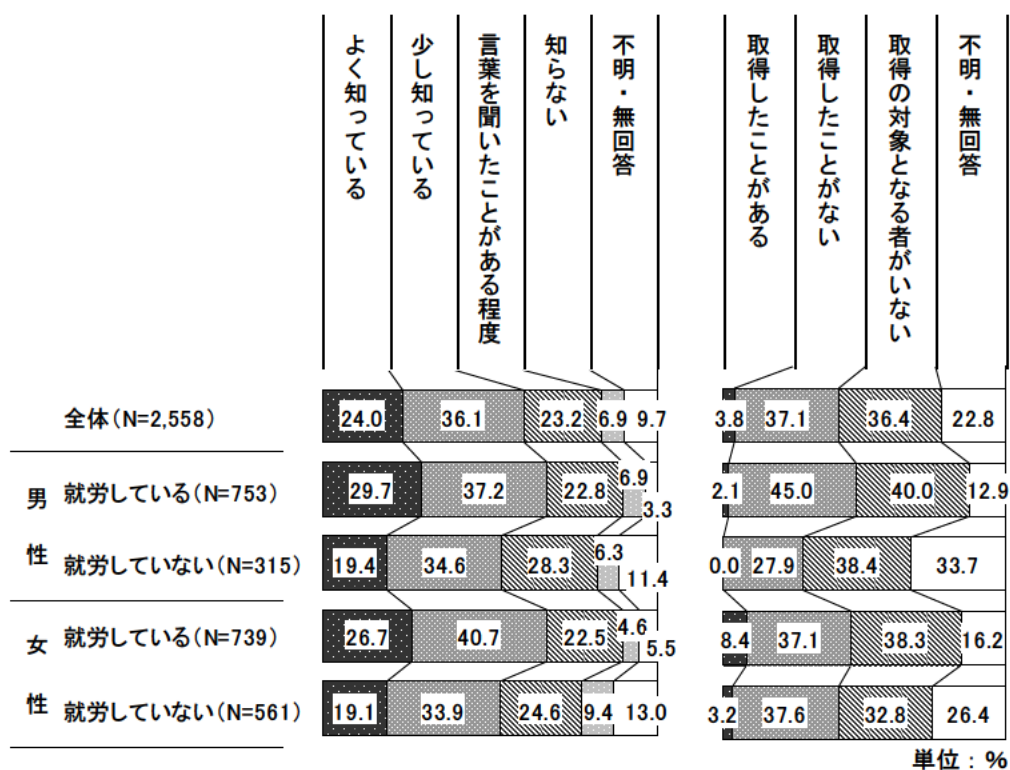 よく知っている
少し知っている
言葉を聞いたことがある程度
知らない
不明・無回答
取得したことがある
取得したことがない
取得の対象となる者がいない
不明・無回答
全体(N=2,558)
24.0 36.1 23.2 6.9 9.7
3.8 37.1 36.4 22.8
男性
就労している(N=753)
29.7 37.2 22.8 6.9 3.3
2.1 45.0 40.0 12.9
就労していない(N=315)
19.4 34.6 28.3 6.3 11.4
0.0 27.9 38.4 33.7
女性
就労している(N=739)
26.7 40.7 22.5 4.6 5.5
8.4 37.1 38.3 16.2
就労していない(N=561)
19.1 33.9 24.6 9.4 13.0
3.2 37.6 32.8 26.4
単位:%